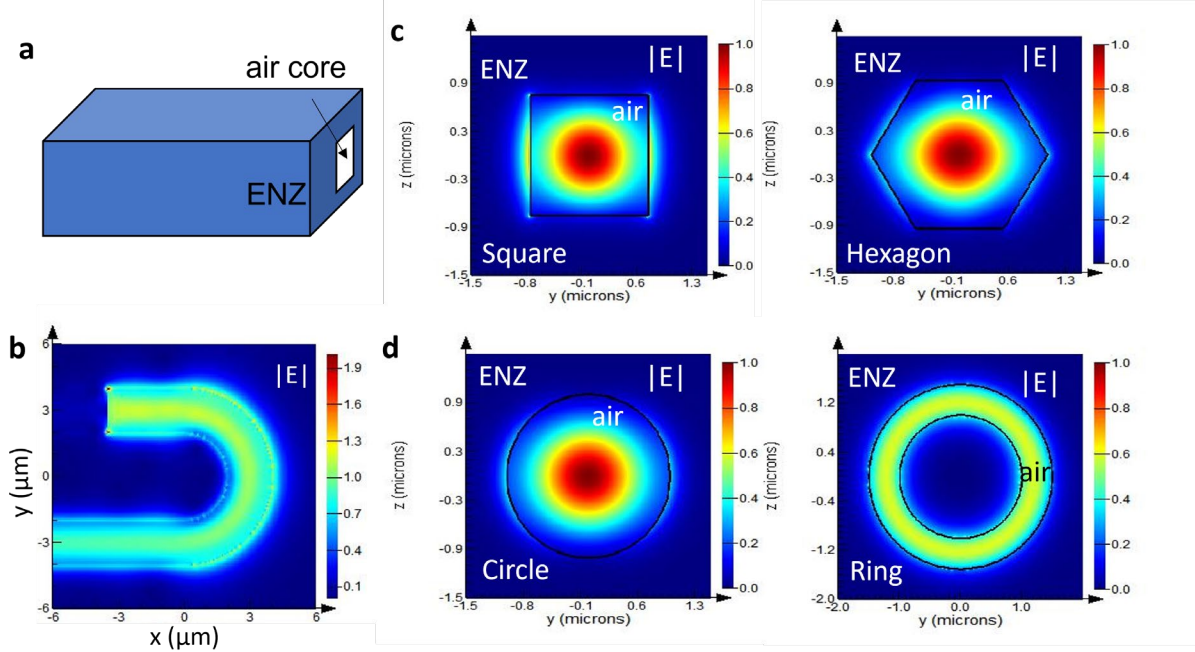 a
air core
ENZ
b
|E|
6
3
0
-3
-6
y (μm)
-6
-3
0
3
6
x (μm)
1.9
1.6
1.3
1.0
0.7
0.4
0.1
c
ENZ
|E|
air
Square
0.9
0.3
-0.3
-0.9
-1.5
z (microns)
-1.5
-0.8
-0.1
0.6
1.3
y (microns)
1.0
0.8
0.6
0.4
0.2
0.0
ENZ
|E|
air
Hexagon
0.9
0.3
-0.3
-0.9
-1.5
z (microns)
-1.5
-0.8
-0.1
0.6
1.3
y (microns)
1.0
0.8
0.6
0.4
0.2
0.0
d
ENZ
|E|
air
Circle
0.9
0.3
-0.3
-0.9
-1.5
z (microns)
-1.5
-0.8
-0.1
0.6
1.3
y (microns)
1.0
0.8
0.6
0.4
0.2
0.0
ENZ
|E|
air
Ring
1.2
0.4
-0.4
-1.2
-2.0
z (microns)
-2.0
-1.0
0.0
1.0
y (microns)
1.0
0.8
0.6
0.4
0.2
0.0